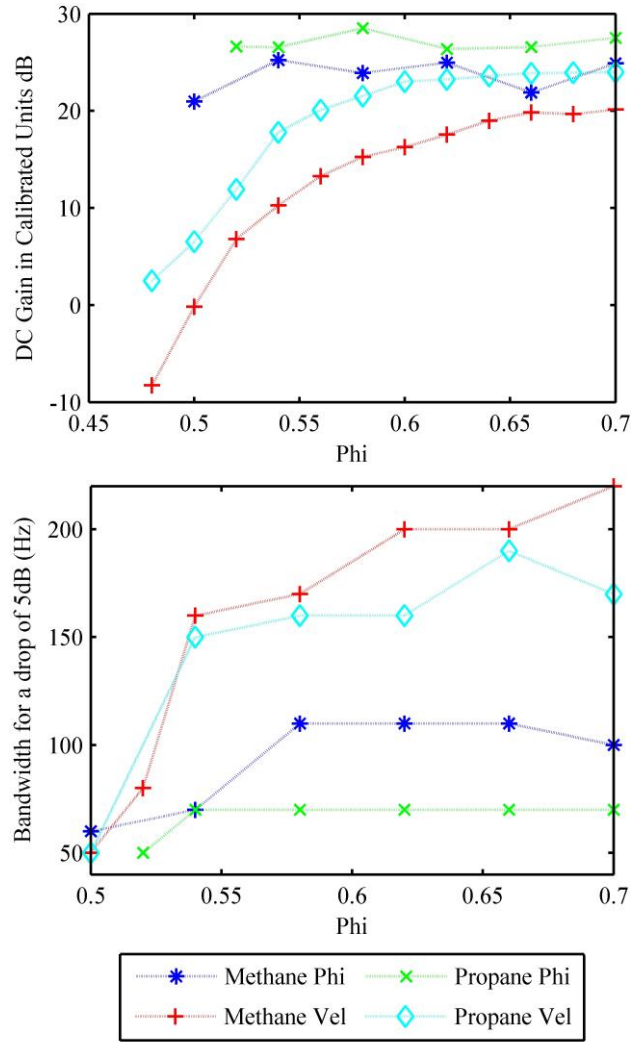 30
20
10
0
-10
DC Gain in Calibrated Units dB
0.45 0.5 0.55 0.6 0.65 0.7
Phi
200
150
100
50
Bandwidth for a drop of 5dB (Hz)
0.5 0.55 0.6 0.65 0.7
Phi
Methane Phi Propane Phi
Methane Vel Propane Vel